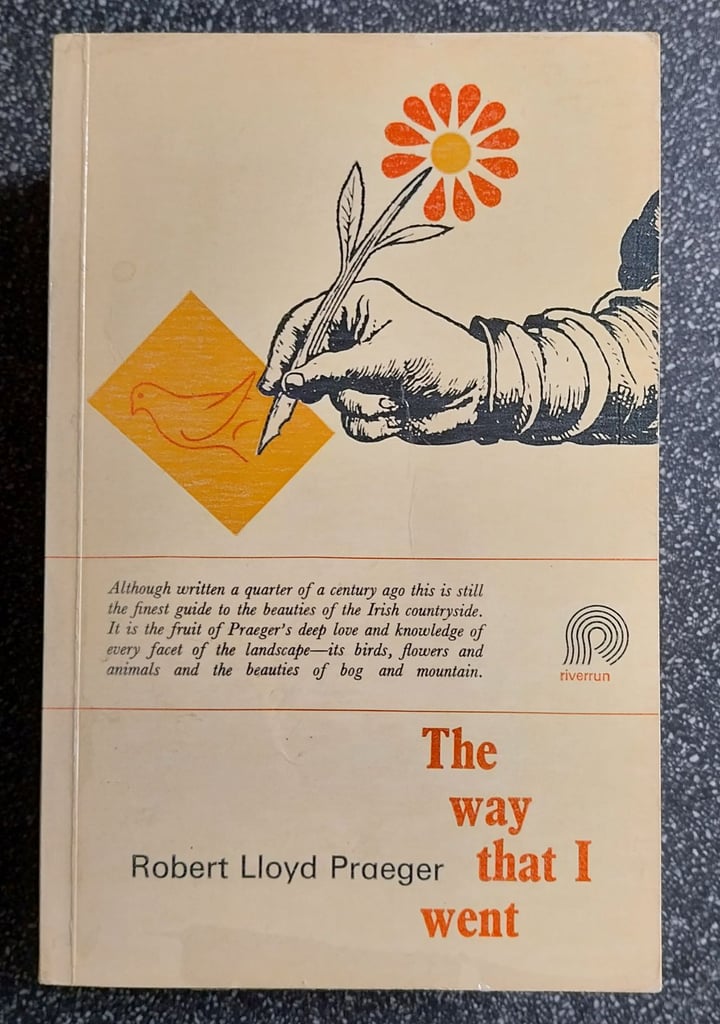 Although written a quarter of a century ago this is still
the finest guide to the beauties of the Irish countryside.
It is the fruit of Praeger's deep love and knowledge of
every facet of the landscape—its birds, flowers and
animals and the beauties of bog and mountain.
riverrun
The
way
that I
went
Robert Lloyd Praeger